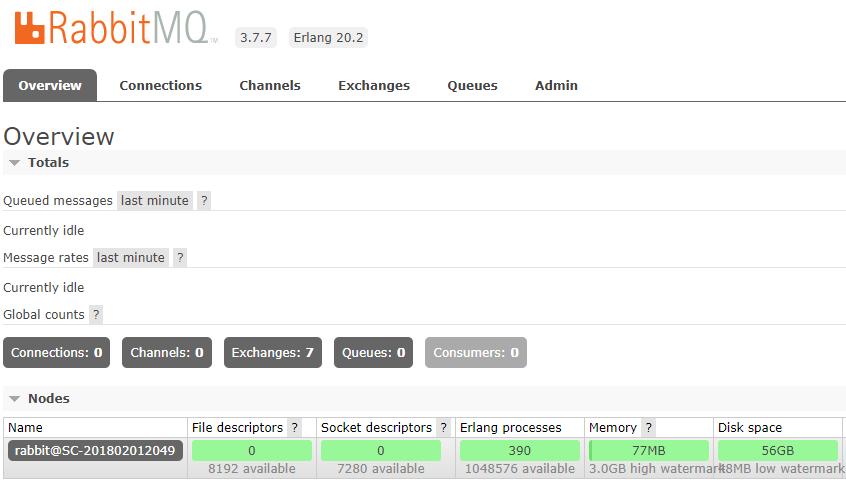 RabbitMQ TM 3.7.7 Erlang 20.2
Overview Connections Channels Exchanges Queues Admin
Overview
Totals
Queued messages last minute ?
Currently idle
Message rates last minute ?
Currently idle
Global counts ?
Connections: 0 Channels: 0 Exchanges: 7 Queues: 0 Consumers: 0
Nodes
Name File descriptors ? Socket descriptors ? Erlang processes Memory ? Disk space
rabbit@SC-201802012049 0 0 390 77MB 56GB
8192 available 7280 available 1048576 available 3.0GB high watermark 48MB low watermark